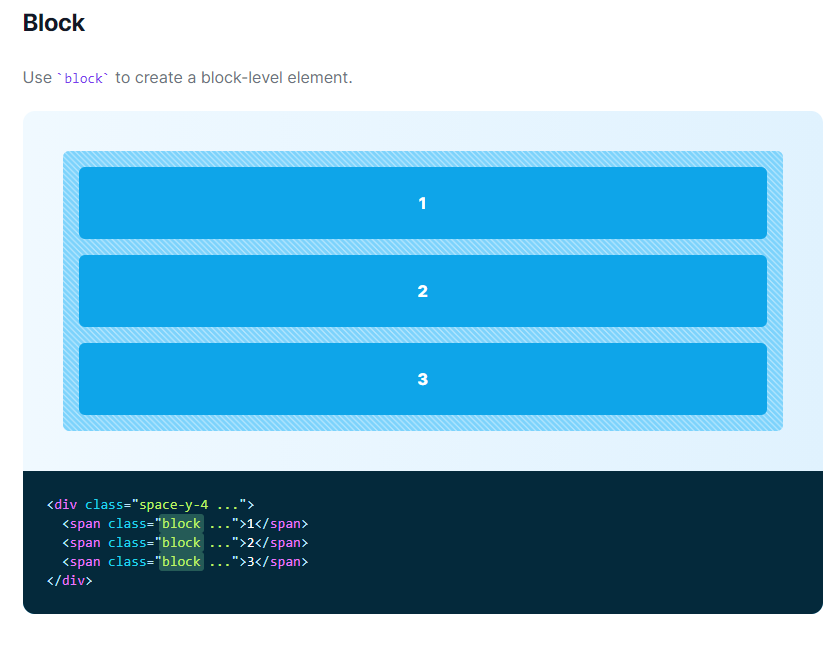 Block
Use `block` to create a block-level element.
1
2
3
<div class="space-y-4 ...">
  <span class="block ...">1</span>
  <span class="block ...">2</span>
  <span class="block ...">3</span>
</div>